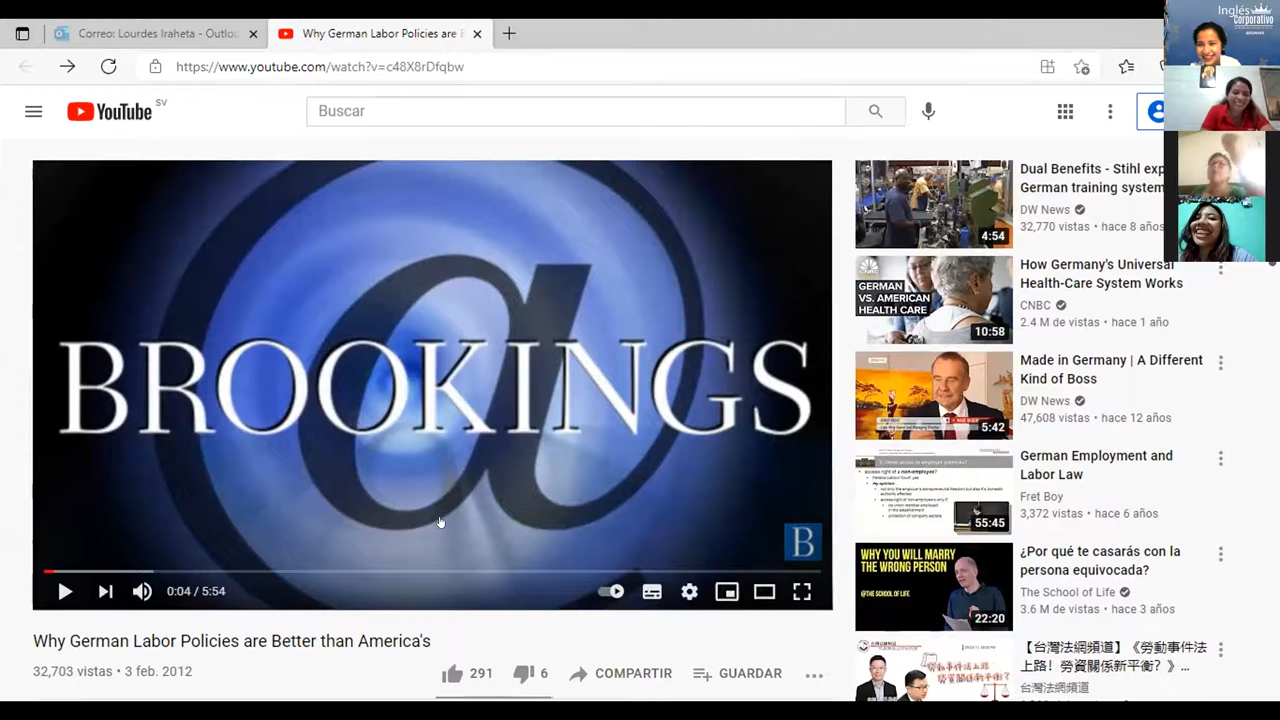 Correo: Lourdes Iraheta - Outlo
Why German Labor Policies are
https://www.youtube.com/watch?v=c48X8rDfqbw
Inglés
Corporativo
BEGINNER
YouTube SV
Buscar
BROOKINGS
B
0:04 / 5:54
Why German Labor Policies are Better than America's
32,703 vistas • 3 feb.
291
6
COMPARTIR
GUARDAR
Dual Benefits - Stihl exp
German training system
DW News
32,770 vistas • hace 8 años
4:54
How Germany's Universal
Health-Care System Works
CNBC
2.4 M de vistas • hace 1 año
CNBC
GERMAN
VS. AMERICAN
HEALTH CARE
10:58
Made in Germany | A Different
Kind of Boss
DW News
47,608 vistas • hace 12 años
5:42
German Employment and
Labor Law
Fret Boy
3,372 vistas • hace 6 años
55:45
¿Por qué te casarás con la
persona equivocada?
The School of Life
3.6 M de vistas • hace 3 años
WHY YOU WILL MARRY
THE WRONG PERSON
@THE SCHOOL OF LIFE
22:20
【台灣法網頻道】《勞動事件法
上路！勞資關係新平衡？》...
台灣法網頻道